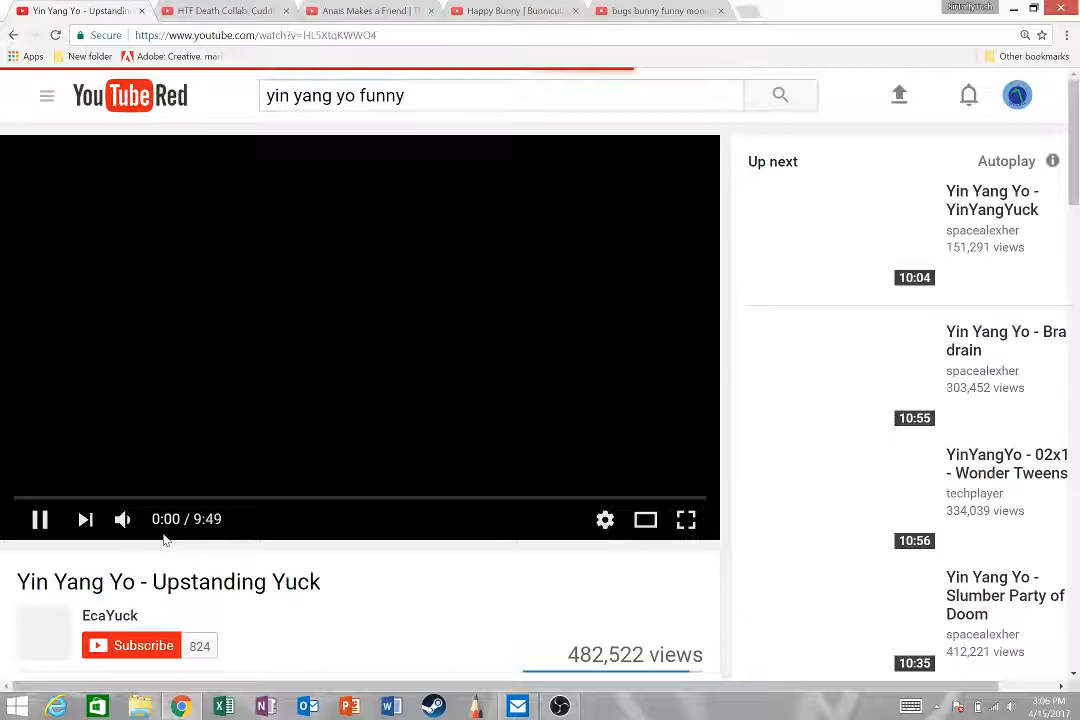 Yin Yang Yo - Upstandin
HTF Death Collab: Cudd
Anais Makes a Friend | T
Happy Bunny | Bunnicul
bugs bunny funny mom
Secure
https://www.youtube.com/watch?v=HL5XtqKWWO4
Apps
New folder
Adobe: Creative, mark
Other bookmarks
YouTube Red
yin yang yo funny
Up next
Autoplay
Yin Yang Yo -
YinYangYuck
spacealexher
151,291 views
10:04
Yin Yang Yo - Bra
drain
spacealexher
303,452 views
10:55
YinYangYo - 02x1
- Wonder Tweens
techplayer
334,039 views
10:56
Yin Yang Yo -
Slumber Party of
Doom
spacealexher
412,221 views
10:35
0:00 / 9:49
Yin Yang Yo - Upstanding Yuck
EcaYuck
Subscribe 824
482,522 views
3:06 PM
4/15/2017